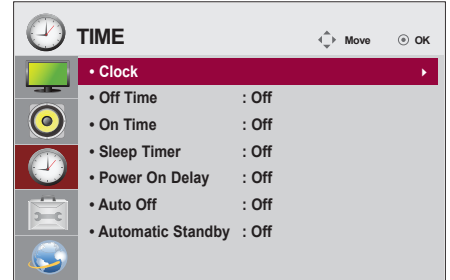 TIME Move OK
• Clock
• Off Time : Off
• On Time : Off
• Sleep Timer : Off
• Power On Delay : Off
• Auto Off : Off
• Automatic Standby : Off